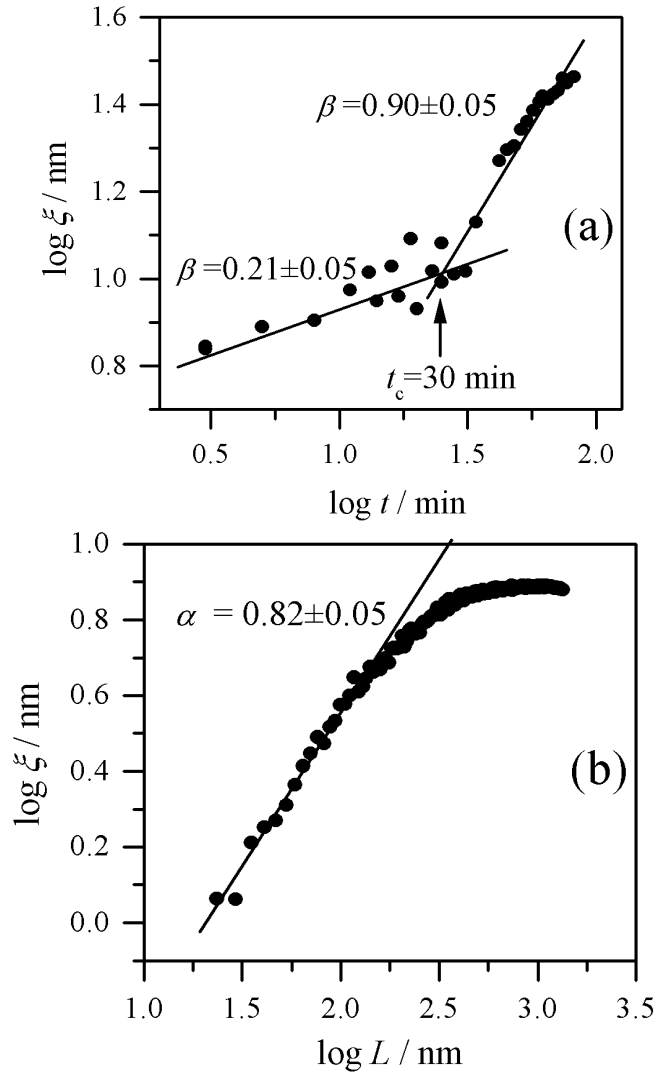 1.6
1.4
1.2
1.0
0.8
log ξ / nm
β =0.90±0.05
(a)
β=0.21±0.05
t_c=30 min
0.5 1.0 1.5 2.0
log t / min
1.0
0.8
0.6
0.4
0.2
0.0
log ξ / nm
α = 0.82±0.05
(b)
1.0 1.5 2.0 2.5 3.0 3.5
log L / nm